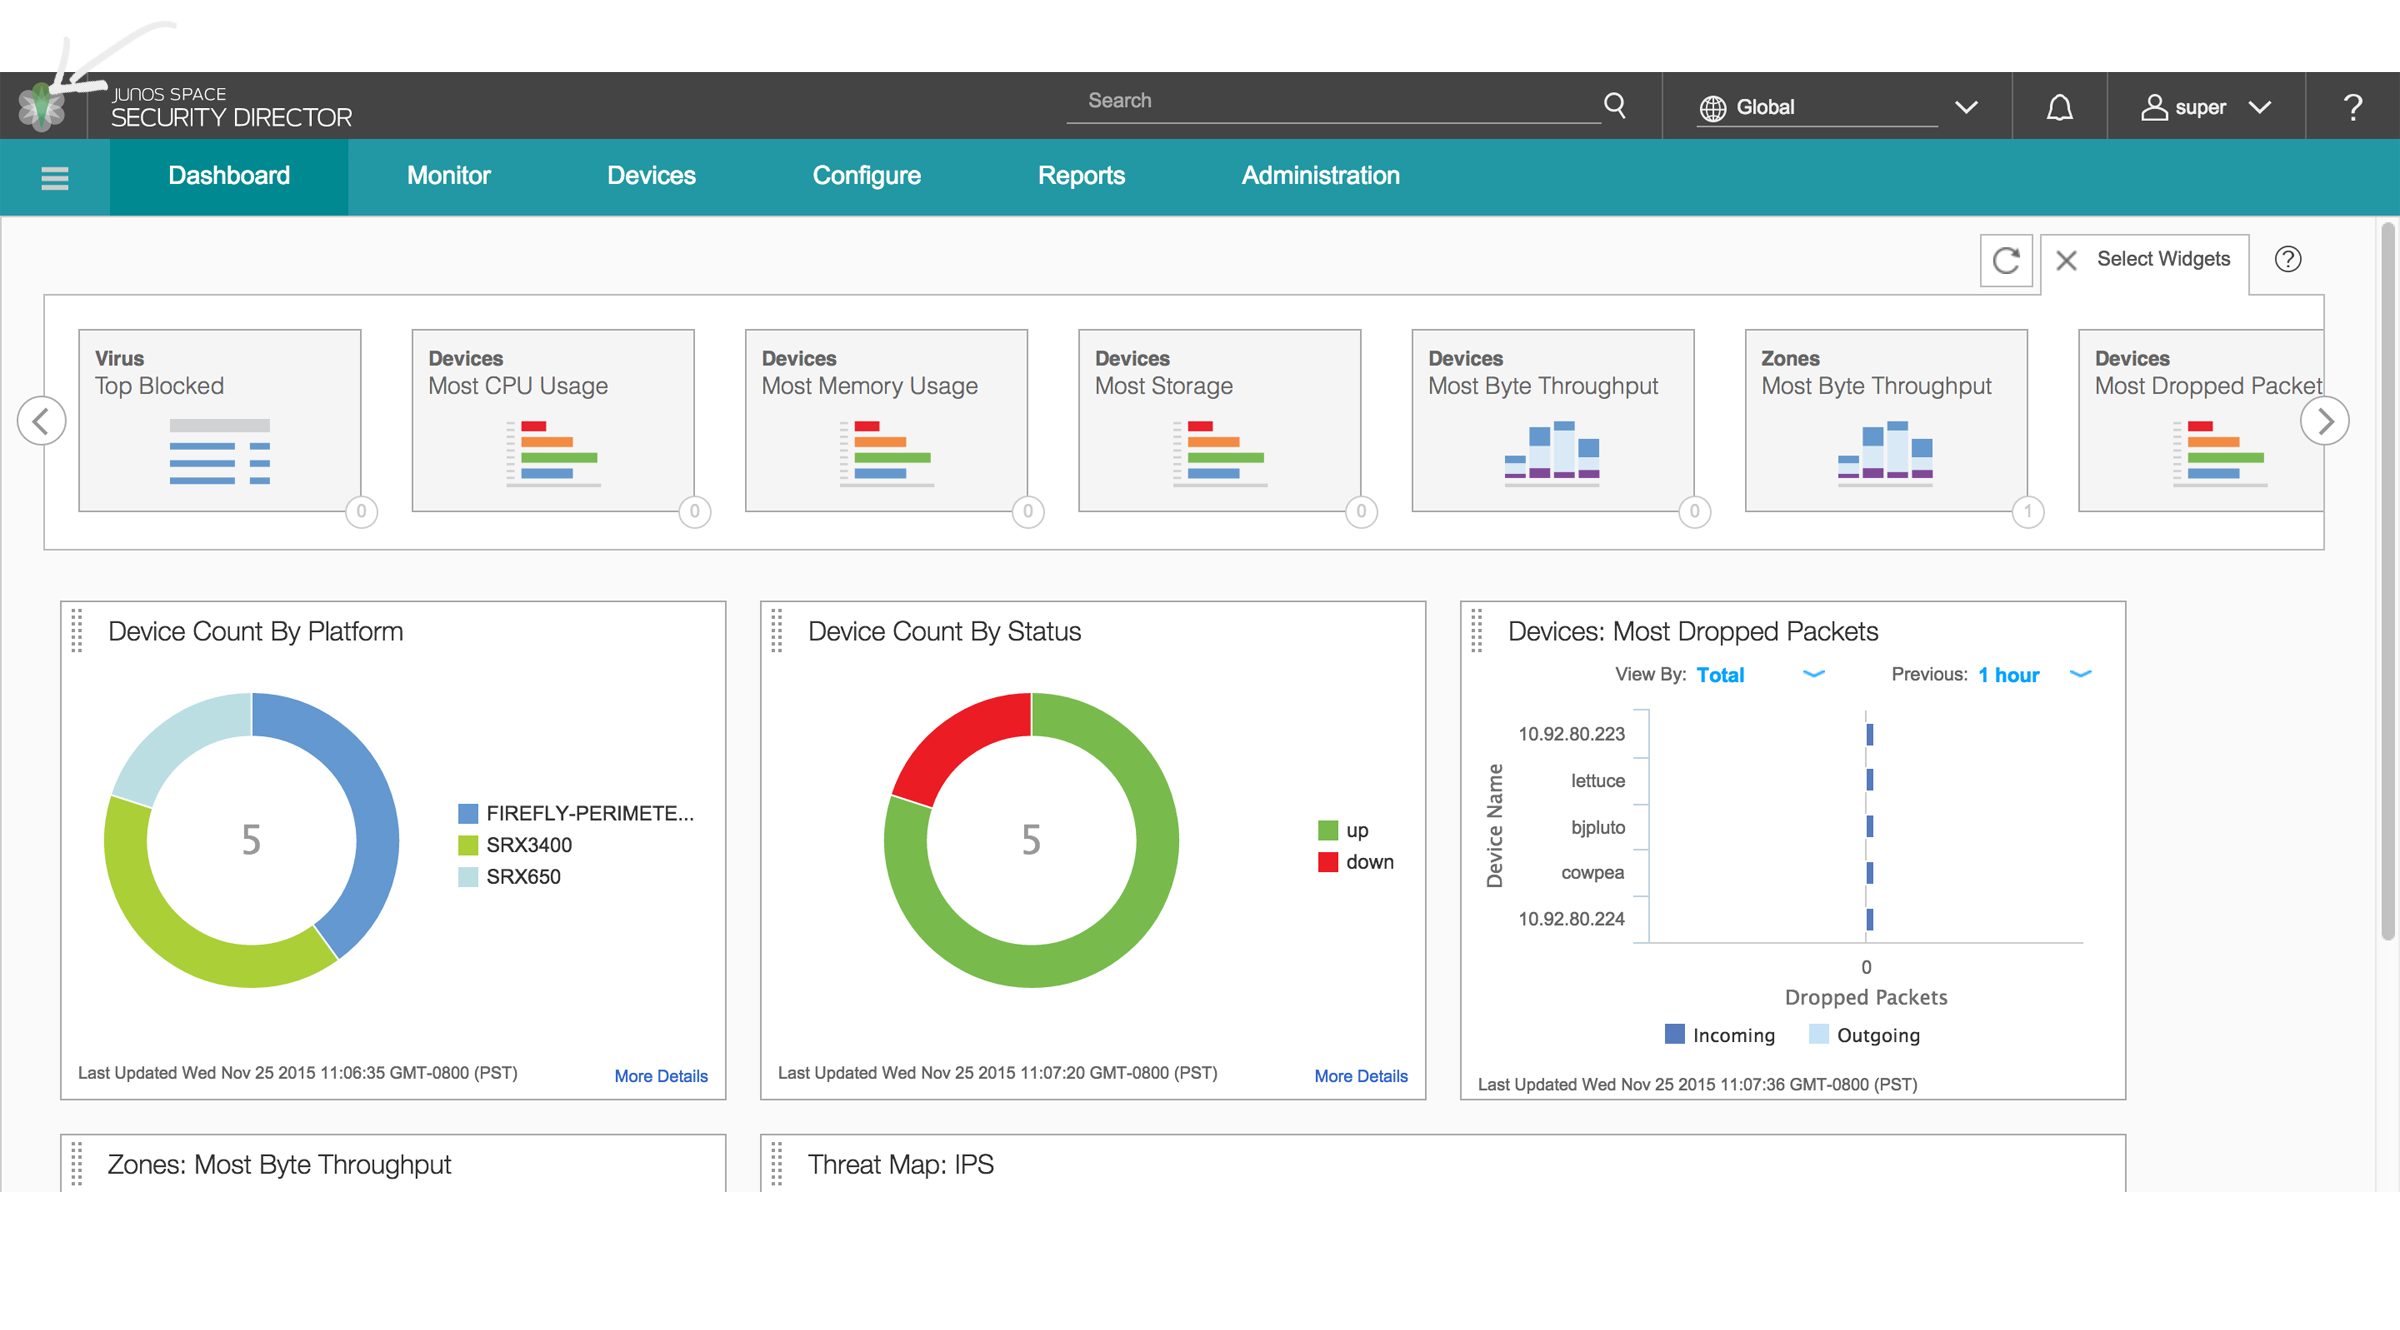 JUNOS SPACE
SECURITY DIRECTOR
Search
Global
super
?
Dashboard
Monitor
Devices
Configure
Reports
Administration
Select Widgets
?
Virus
Top Blocked
0
Devices
Most CPU Usage
0
Devices
Most Memory Usage
0
Devices
Most Storage
0
Devices
Most Byte Throughput
0
Zones
Most Byte Throughput
1
Devices
Most Dropped Packet
Device Count By Platform
5
FIREFLY-PERIMETE...
SRX3400
SRX650
Last Updated Wed Nov 25 2015 11:06:35 GMT-0800 (PST)
More Details
Device Count By Status
5
up
down
Last Updated Wed Nov 25 2015 11:07:20 GMT-0800 (PST)
More Details
Devices: Most Dropped Packets
View By: Total
Previous: 1 hour
Device Name
10.92.80.223
lettuce
bjpluto
cowpea
10.92.80.224
0
Dropped Packets
Incoming
Outgoing
Last Updated Wed Nov 25 2015 11:07:36 GMT-0800 (PST)
Zones: Most Byte Throughput
Threat Map: IPS